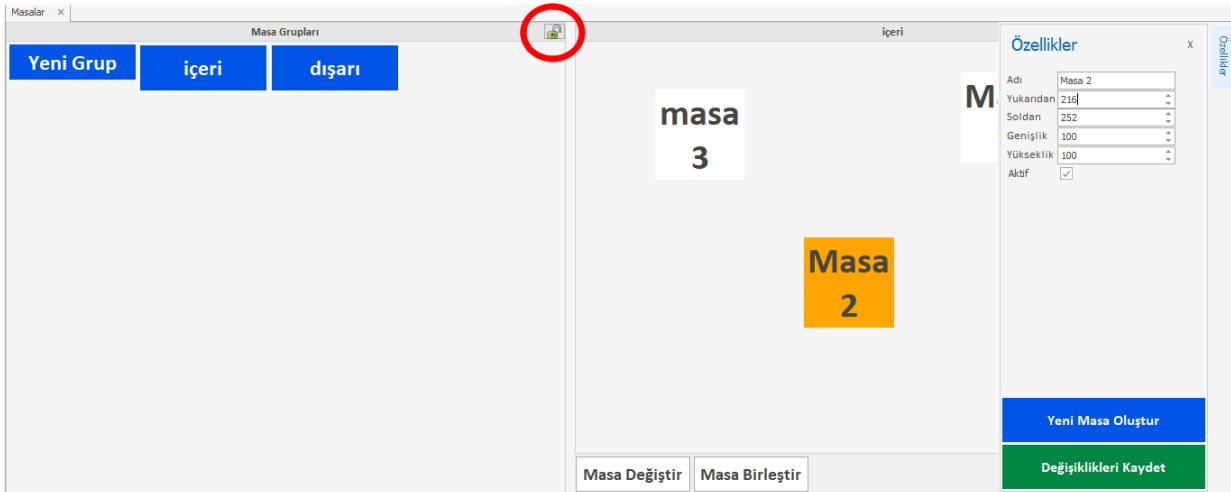 Masalar ×
Masa Grupları
içeri
Yeni Grup
içeri
dışarı
masa
3
Masa
2
Masa Değiştir
Masa Birleştir
Özellikler x
Adı Masa 2
Yukarıdan 216
Soldan 252
Genişlik 100
Yükseklik 100
Aktif
Yeni Masa Oluştur
Değişiklikleri Kaydet
Özellikler